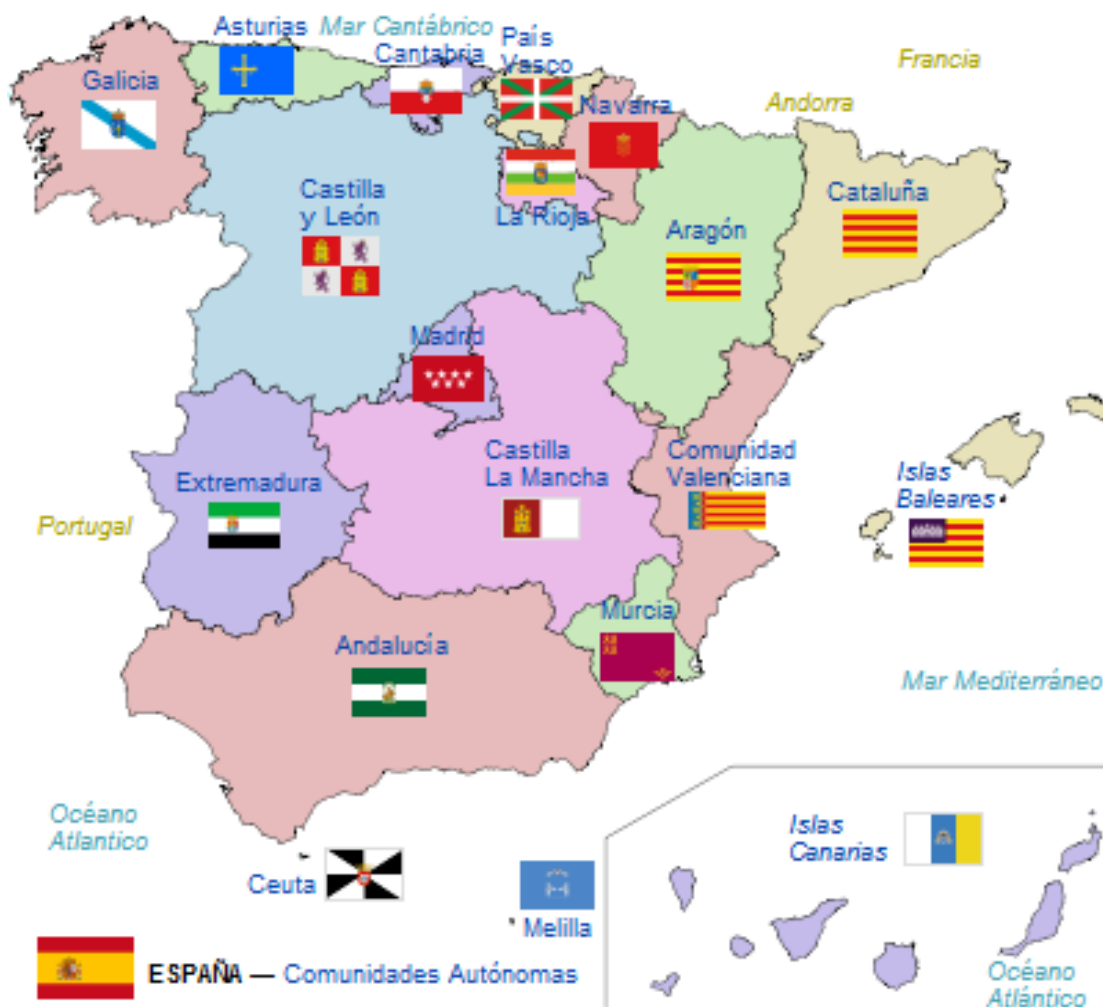 Asturias
Mar Cantábrico
País
Vasco
Cantabria
Francia
Galicia
Navarra
Andorra
Castilla
y León
La Rioja
Aragón
Cataluña
Madrid
Extremadura
Castilla
La Mancha
Comunidad
Valenciana
Islas
Baleares
Portugal
Murcia
Andalucía
Mar Mediterráneo
Océano
Atlantico
Islas
Canarias
Ceuta
Melilla
ESPAÑA — Comunidades Autónomas
Océano
Atlántico